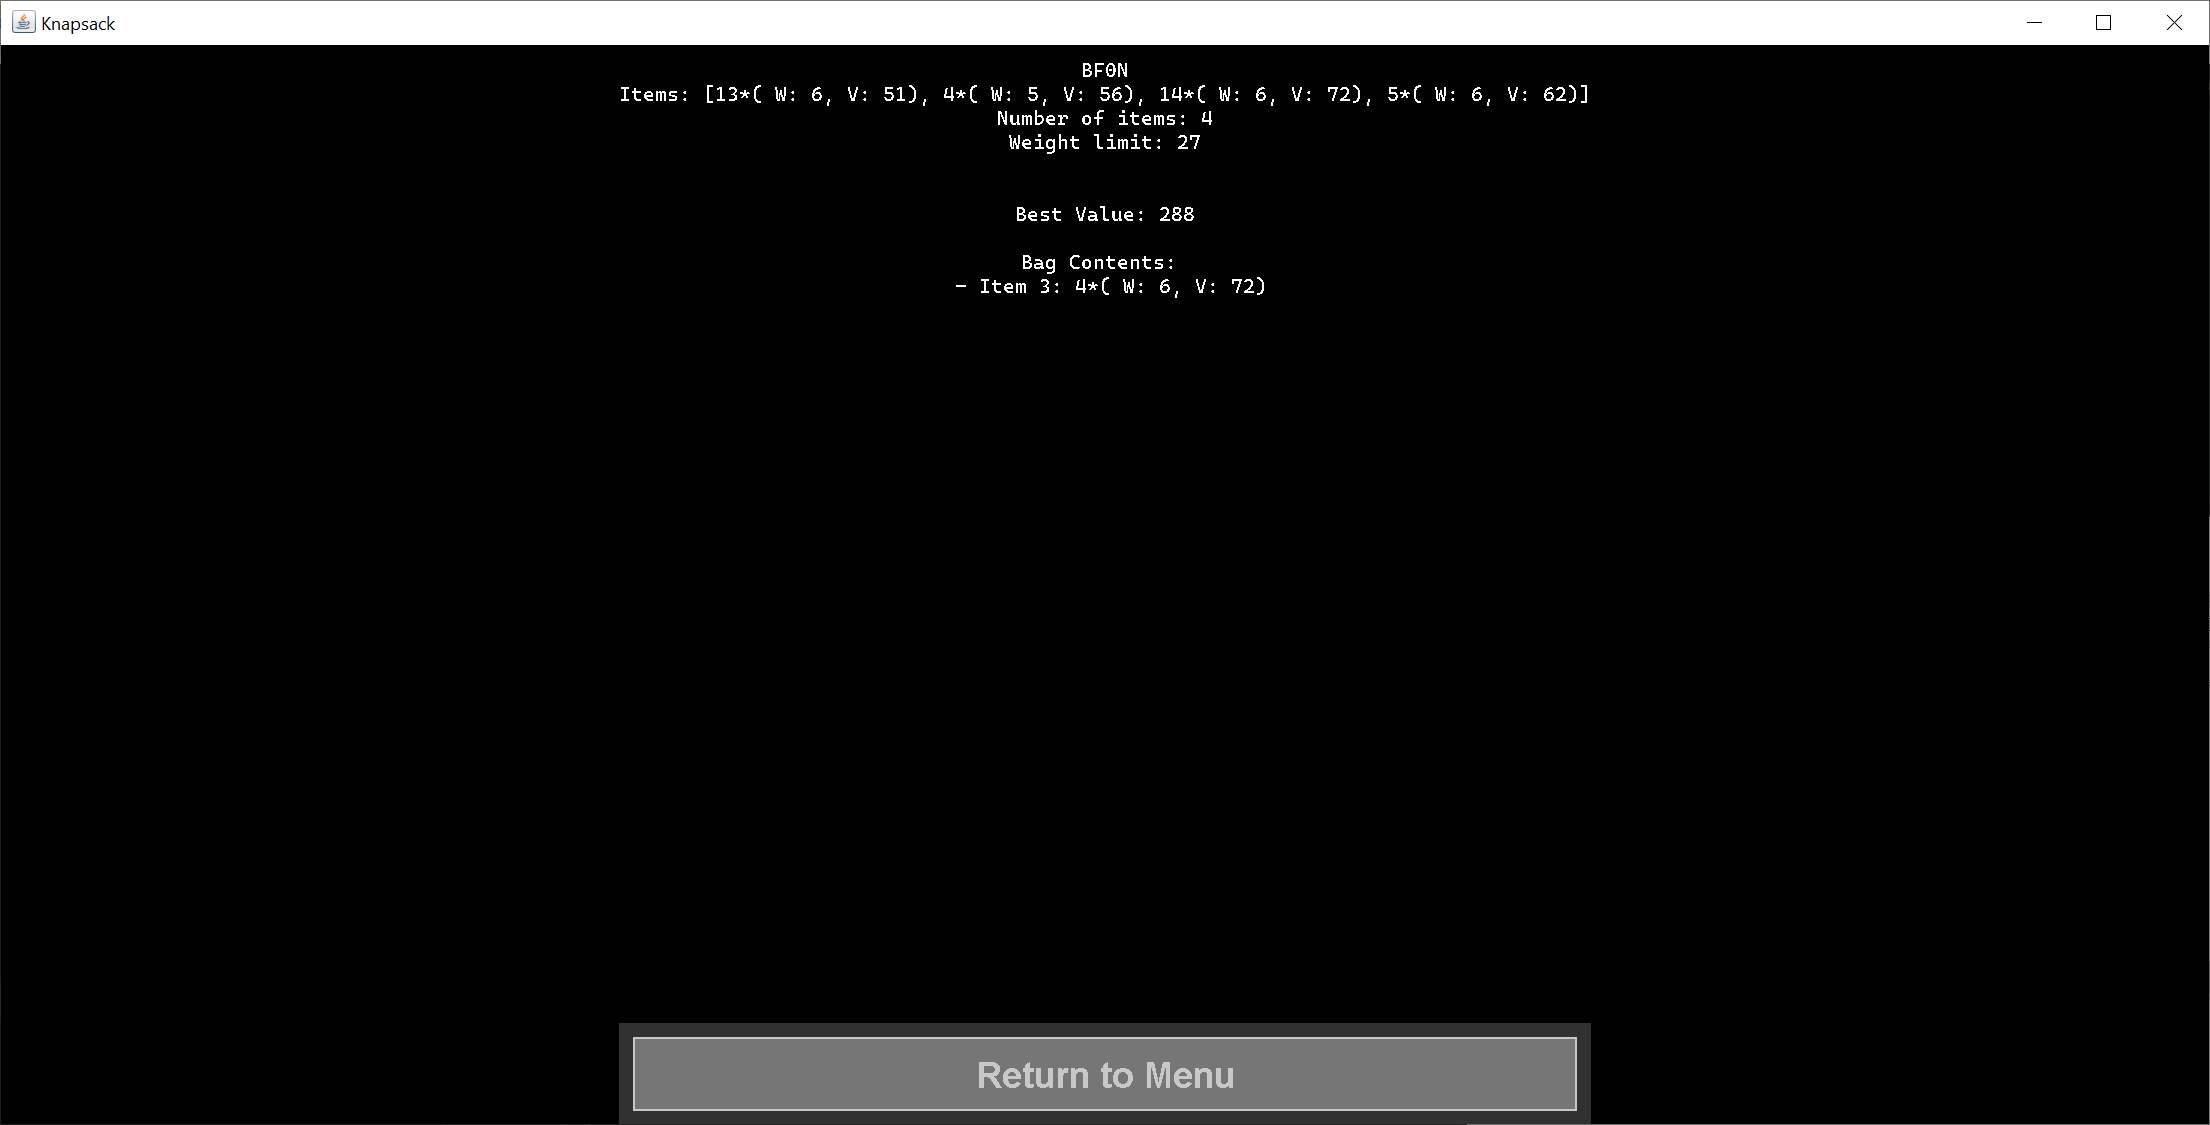 Knapsack
BF0N
Items: [13*( W: 6, V: 51), 4*( W: 5, V: 56), 14*( W: 6, V: 72), 5*( W: 6, V: 62)]
Number of items: 4
Weight limit: 27
Best Value: 288
Bag Contents:
- Item 3: 4*( W: 6, V: 72)
Return to Menu